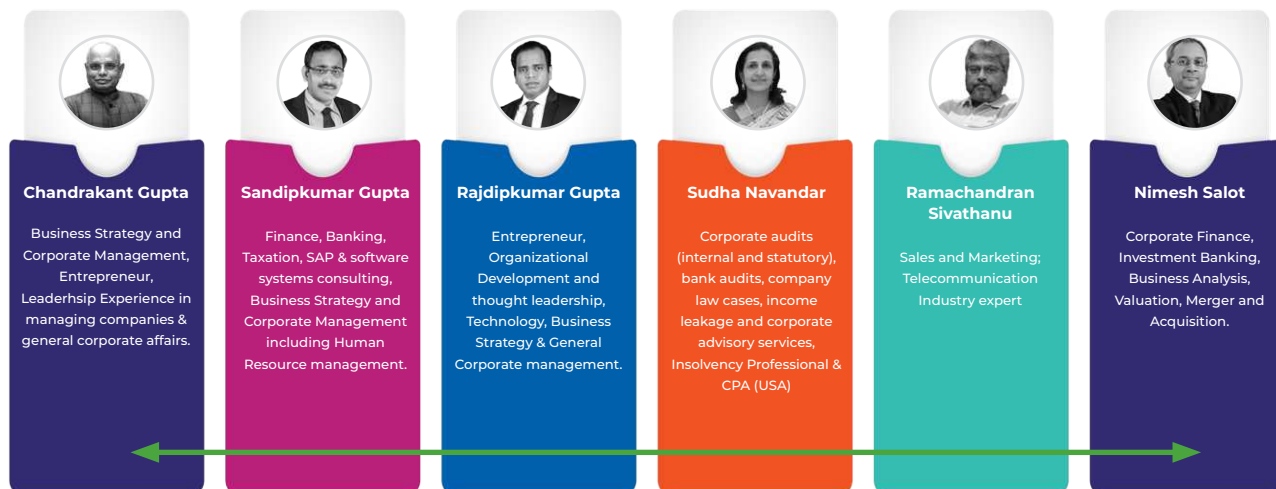 Chandrakant Gupta
Business Strategy and
Corporate Management,
Entrepreneur,
Leaderhsip Experience in
managing companies &
general corporate affairs.
Sandipkumar Gupta
Finance, Banking,
Taxation, SAP & software
systems consulting,
Business Strategy and
Corporate Management
including Human
Resource management.
Rajdipkumar Gupta
Entrepreneur,
Organizational
Development and
thought leadership,
Technology, Business
Strategy & General
Corporate management.
Sudha Navandar
Corporate audits
(internal and statutory),
bank audits, company
law cases, income
leakage and corporate
advisory services,
Insolvency Professional &
CPA (USA)
Ramachandran
Sivathanu
Sales and Marketing;
Telecommunication
Industry expert
Nimesh Salot
Corporate Finance,
Investment Banking,
Business Analysis,
Valuation, Merger and
Acquisition.